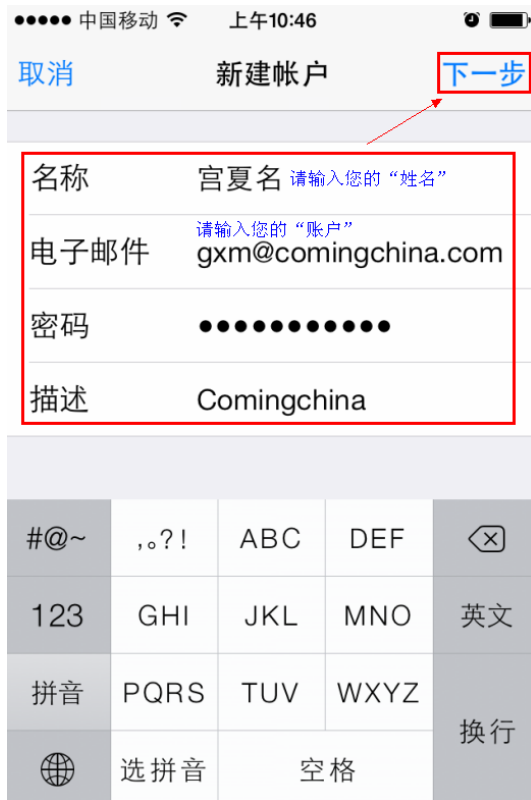 中国移动 上午10:46
取消 新建帐户 下一步
名称 宫夏名 请输入您的“姓名”
请输入您的“账户”
电子邮件 gxm@comingchina.com
密码 ●●●●●●●●●●●
描述 Comingchina
#@~ ,。?! ABC DEF
123 GHI JKL MNO 英文
拼音 PQRS TUV WXYZ
换行
选拼音 空格